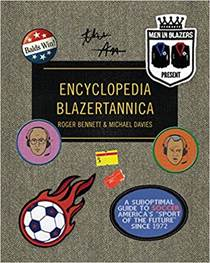 Balds Win!
MEN IN BLAZERS
PRESENT
ENCYCLOPEDIA
BLAZERTANNICA
ROGER BENNETT & MICHAEL DAVIES
A SUBOPTIMAL
GUIDE TO SOCCER,
AMERICA'S "SPORT
OF THE FUTURE"
SINCE 1972